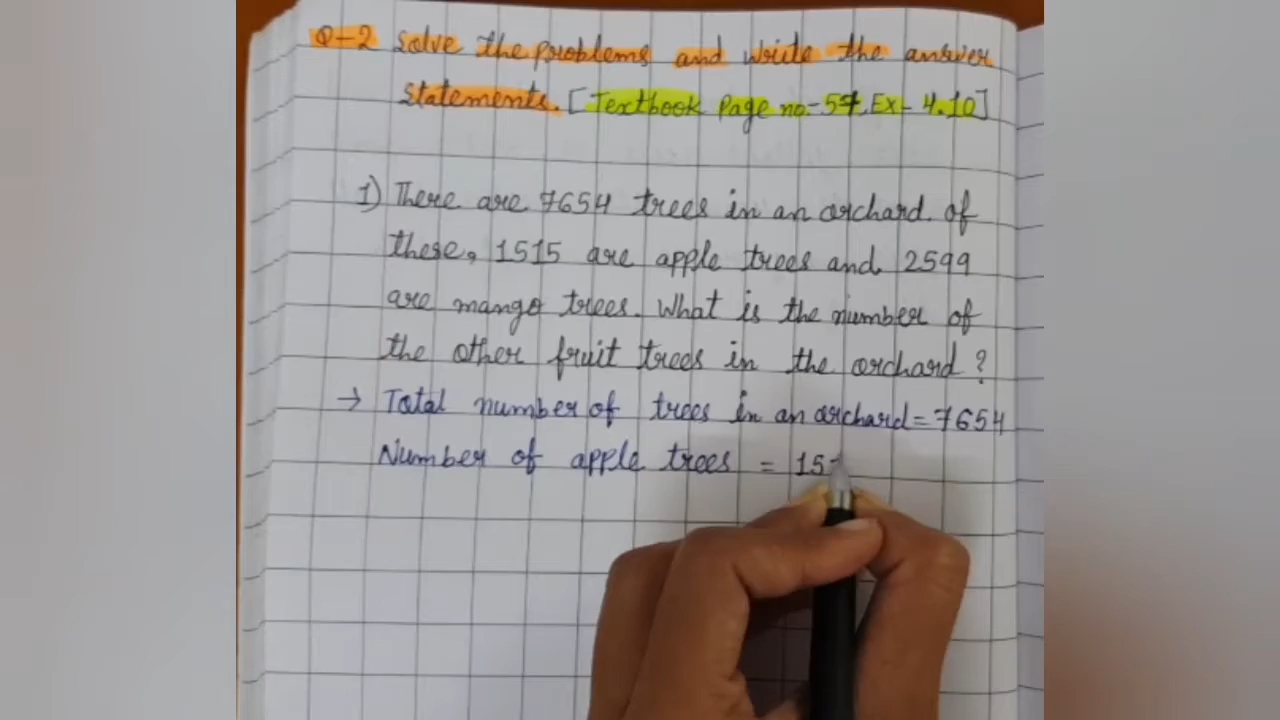 Q-2 Solve the problems and write the answer
statements. [Textbook Page no.-57, Ex- 4.10]
1) There are 7654 trees in an orchard. of
these, 1515 are apple trees and 2599
are mango trees. What is the number of
the other fruit trees in the orchard?
→ Total number of trees in an orchard = 7654
Number of apple trees = 151